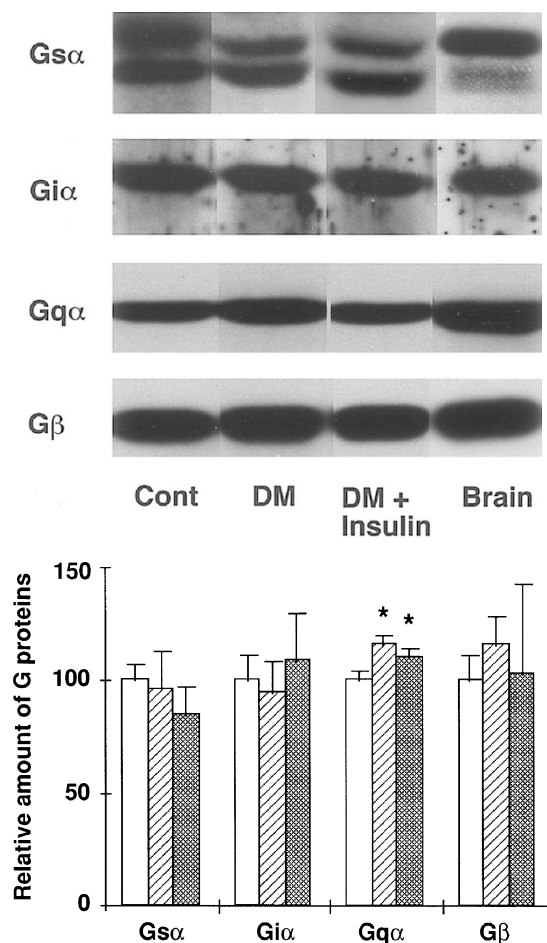 Gsα
Giα
Gqα
Gβ
Cont DM DM + Insulin Brain
Relative amount of G proteins
150
100
50
0
* *
Gsα Giα Gqα Gβ